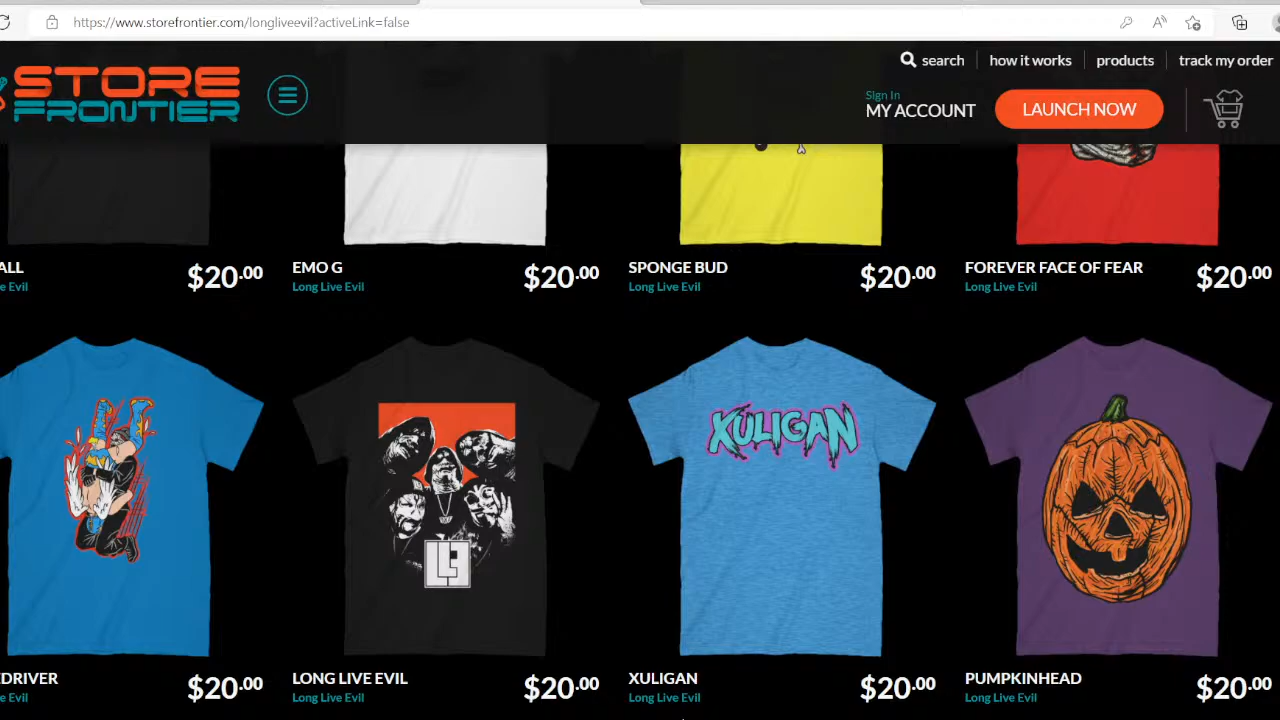 https://www.storefrontier.com/longliveevil?activeLink=false
search
how it works
products
track my order
STORE
FRONTIER
Sign In
MY ACCOUNT
LAUNCH NOW
ALL
$20.00
e Evil
EMO G
$20.00
Long Live Evil
SPONGE BUD
$20.00
Long Live Evil
FOREVER FACE OF FEAR
$20.00
Long Live Evil
XULIGAN
EDRIVER
$20.00
e Evil
LONG LIVE EVIL
$20.00
Long Live Evil
XULIGAN
$20.00
Long Live Evil
PUMPKINHEAD
$20.00
Long Live Evil